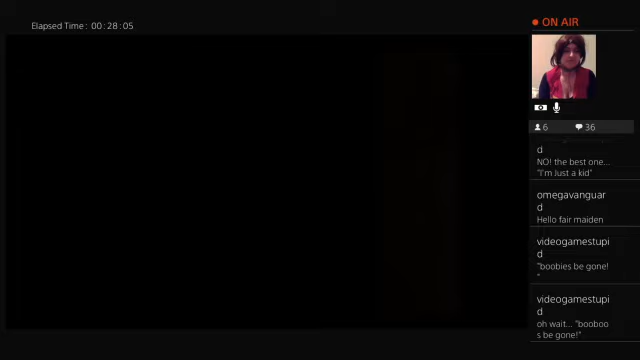 Elapsed Time : 00 : 28 : 05
ON AIR
6
36
d
NO! the best one...
"I'm Just a kid"
omegavanguar
d
Hello fair maiden
videogamestupi
d
"boobies be gone!
"
videogamestupi
d
oh wait... "booboo
s be gone!"